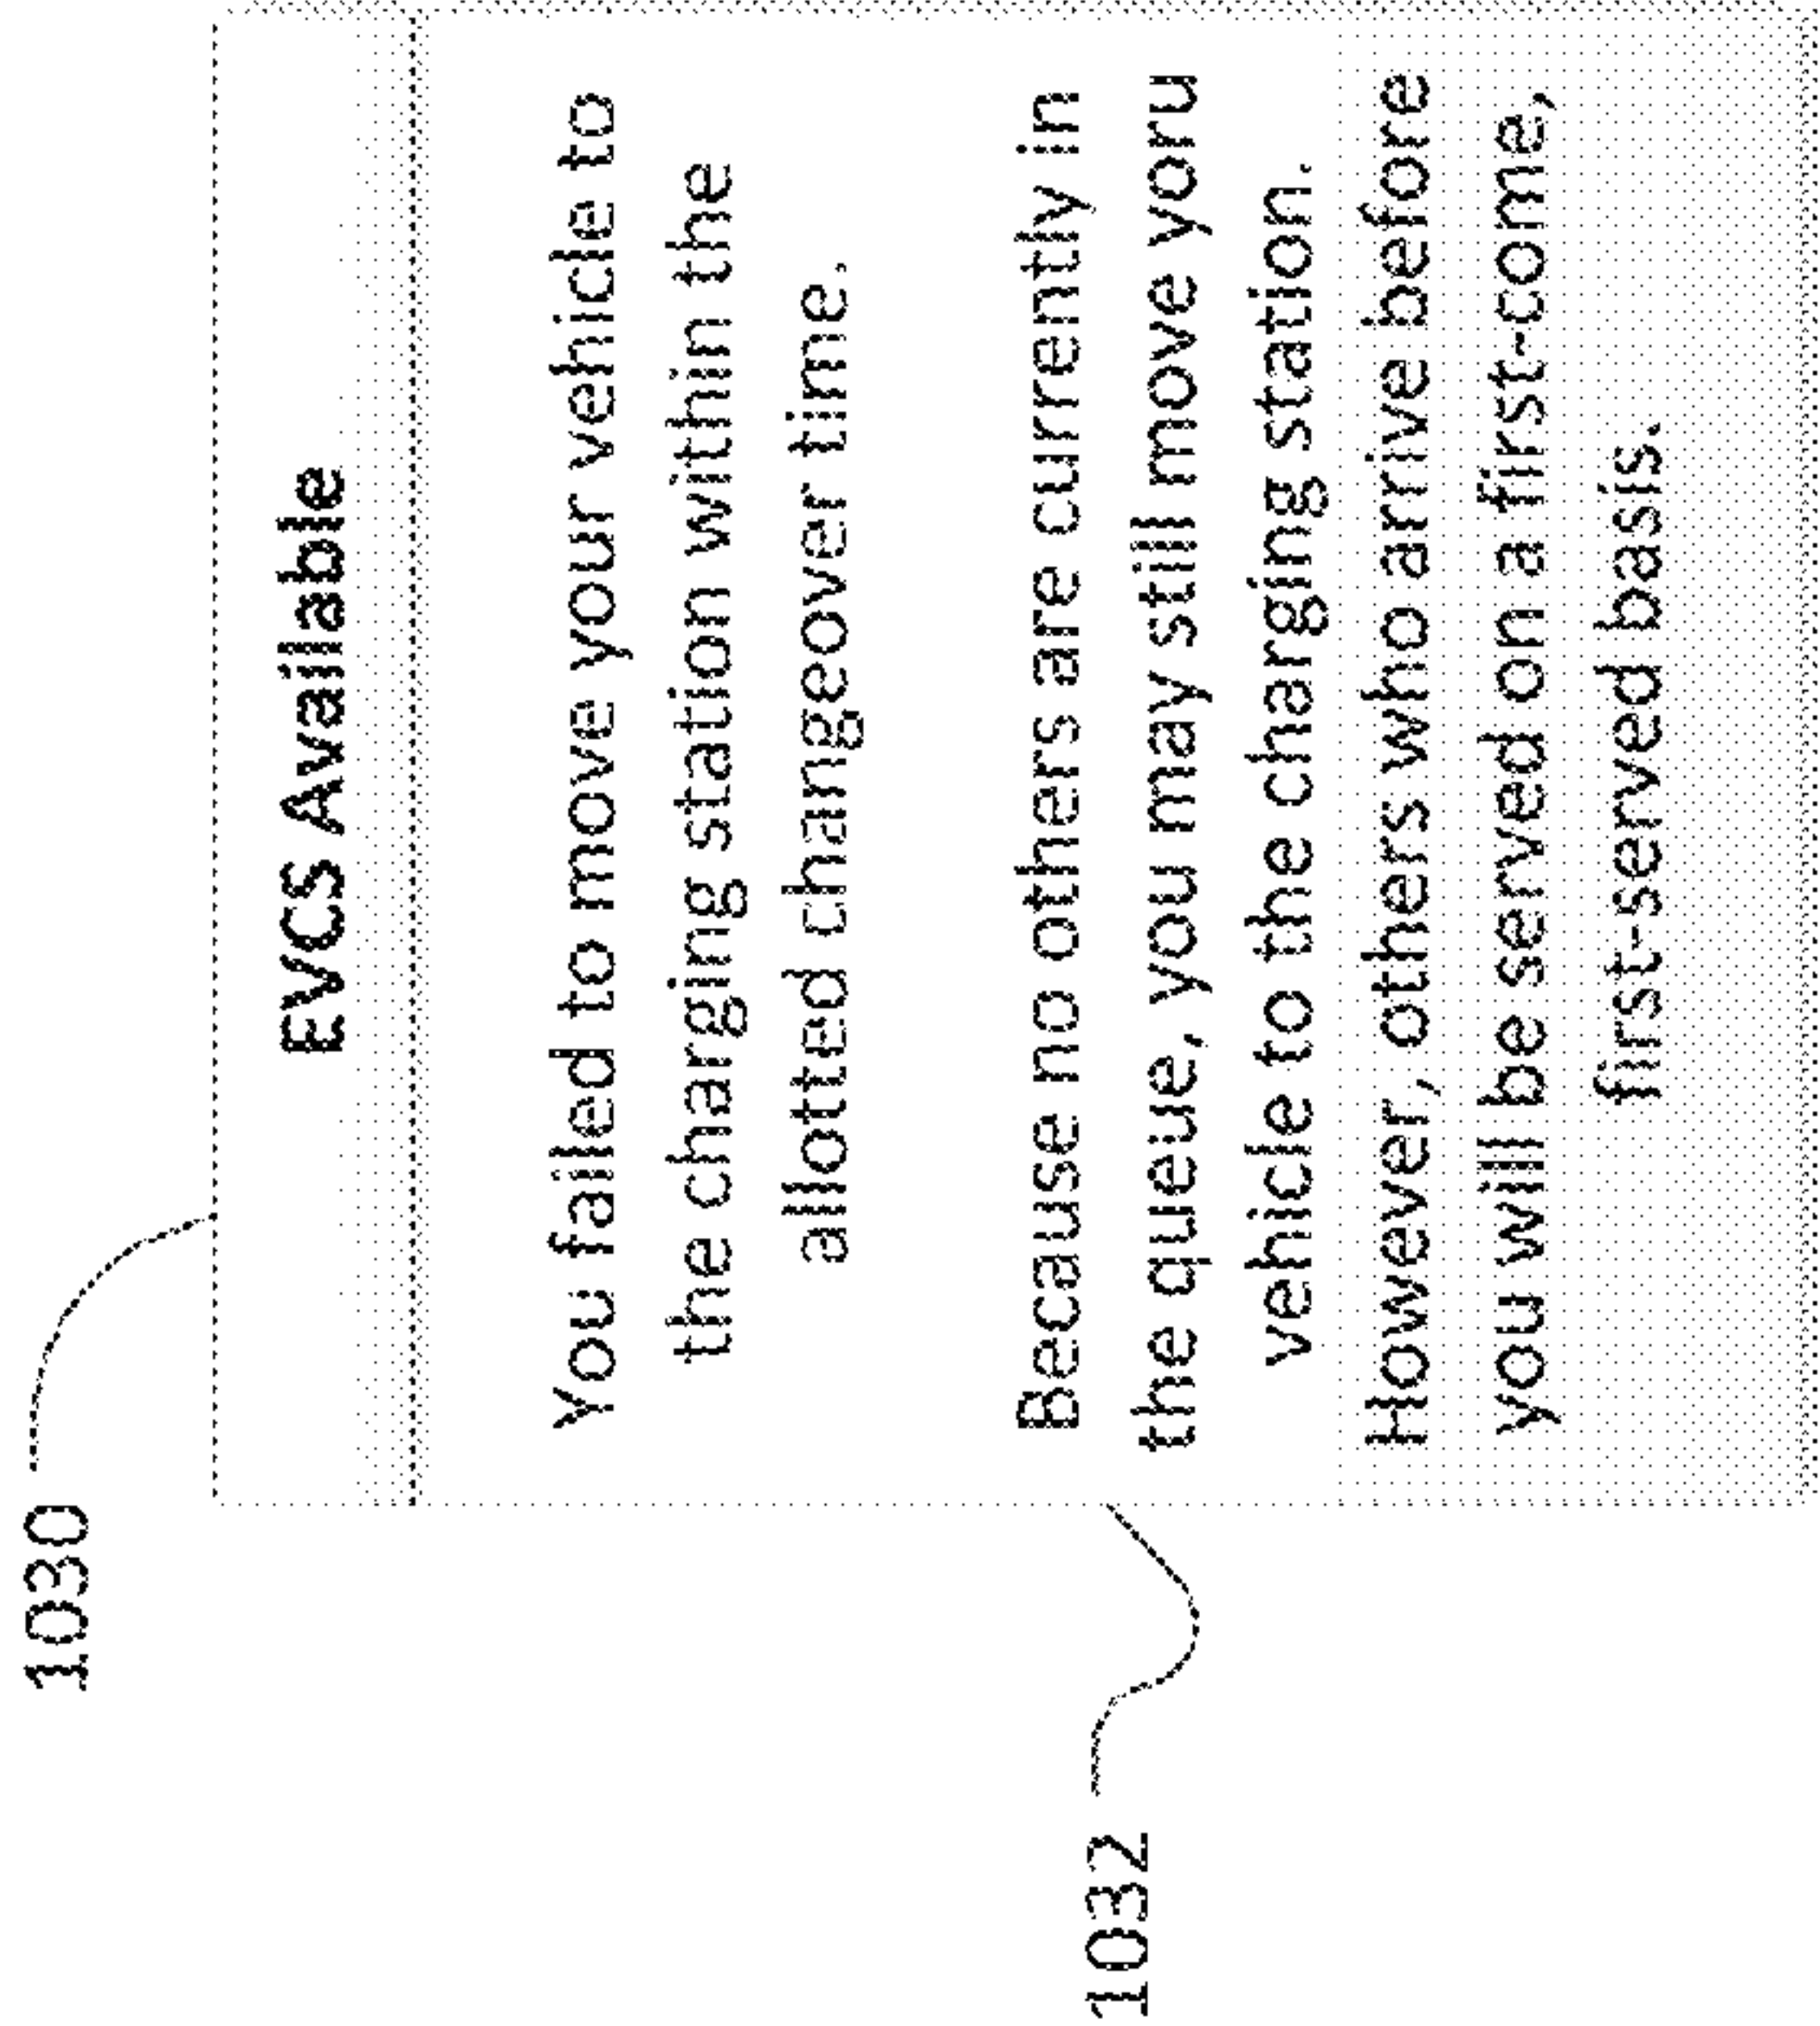 1030
EVCS Available
You failed to move your vehicle to
the charging station within the
allotted changeover time.
Because no others are currently in
the queue, you may still move yoru
vehicle to the charging station.
However, others who arrive before
you will be served on a first-come,
first-served basis.
1032